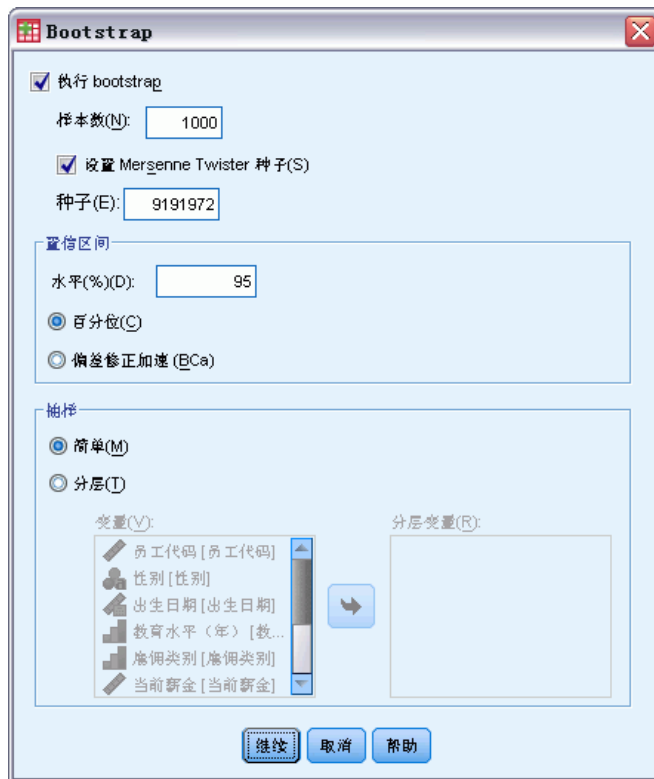 Bootstrap
执行 bootstrap
样本数(N): 1000
设置 Mersenne Twister 种子(S)
种子(E): 9191972
置信区间
水平(%)(D): 95
百分位(C)
偏差修正加速 (BCa)
抽样
简单(M)
分层(T)
变量(V): 分层变量(R):
员工代码 [员工代码]
性别 [性别]
出生日期 [出生日期]
教育水平（年） [教...
雇佣类别 [雇佣类别]
当前薪金 [当前薪金]
继续 取消 帮助